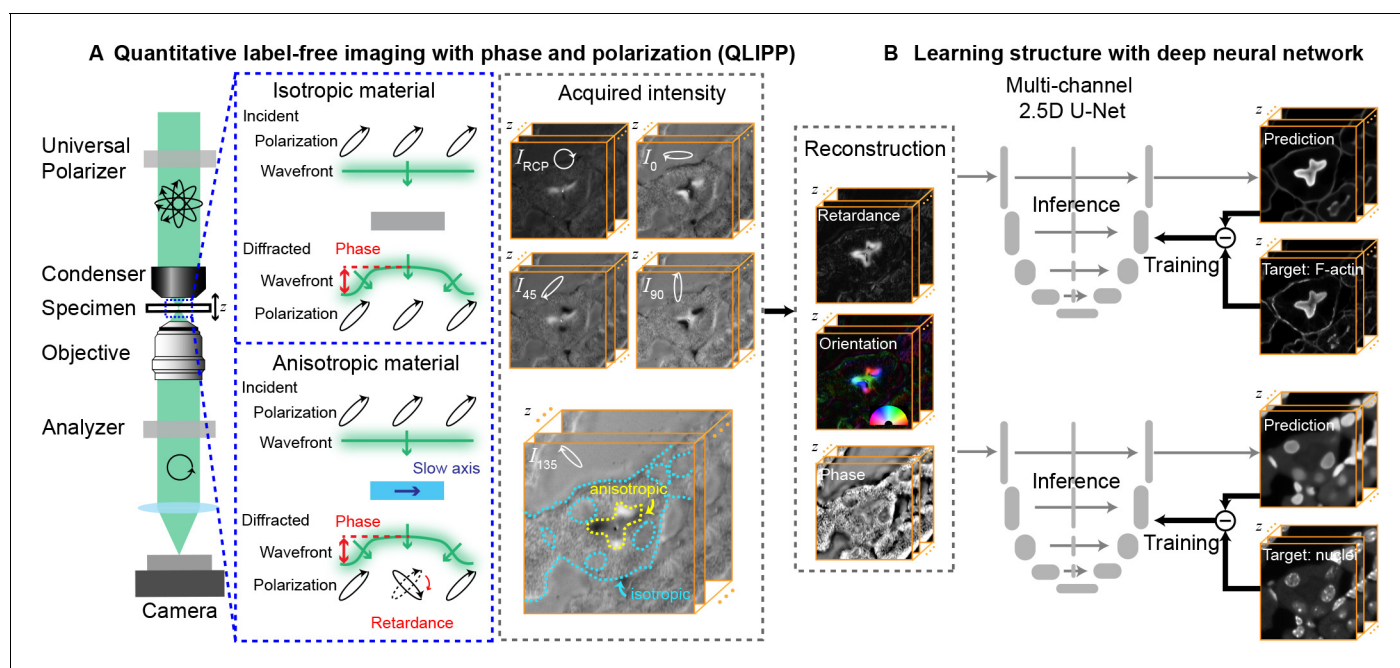 A Quantitative label-free imaging with phase and polarization (QLIPP)
Universal
Polarizer
Condenser
Specimen
z
Objective
Analyzer
Camera
Isotropic material
Incident
Polarization
Wavefront
Diffracted
Phase
Wavefront
Polarization
Anisotropic material
Incident
Polarization
Wavefront
Slow axis
Diffracted
Phase
Wavefront
Polarization
Retardance
Acquired intensity
z
I_RCP
z
I_0
z
I_45
z
I_90
z
I_135
anisotropic
isotropic
Reconstruction
z
Retardance
z
Orientation
z
Phase
B Learning structure with deep neural network
Multi-channel
2.5D U-Net
Inference
Training
z
Prediction
z
Target: F-actin
Inference
Training
z
Prediction
z
Target: nuclei